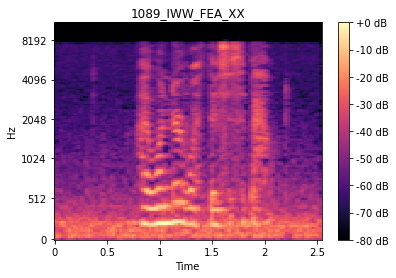 1089_IWW_FEA_XX
+0 dB
8192
-10 dB
4096
-20 dB
-30 dB
2048
Hz
-40 dB
1024
-50 dB
512
-60 dB
-70 dB
0
-80 dB
0 0.5 1 1.5 2 2.5
Time